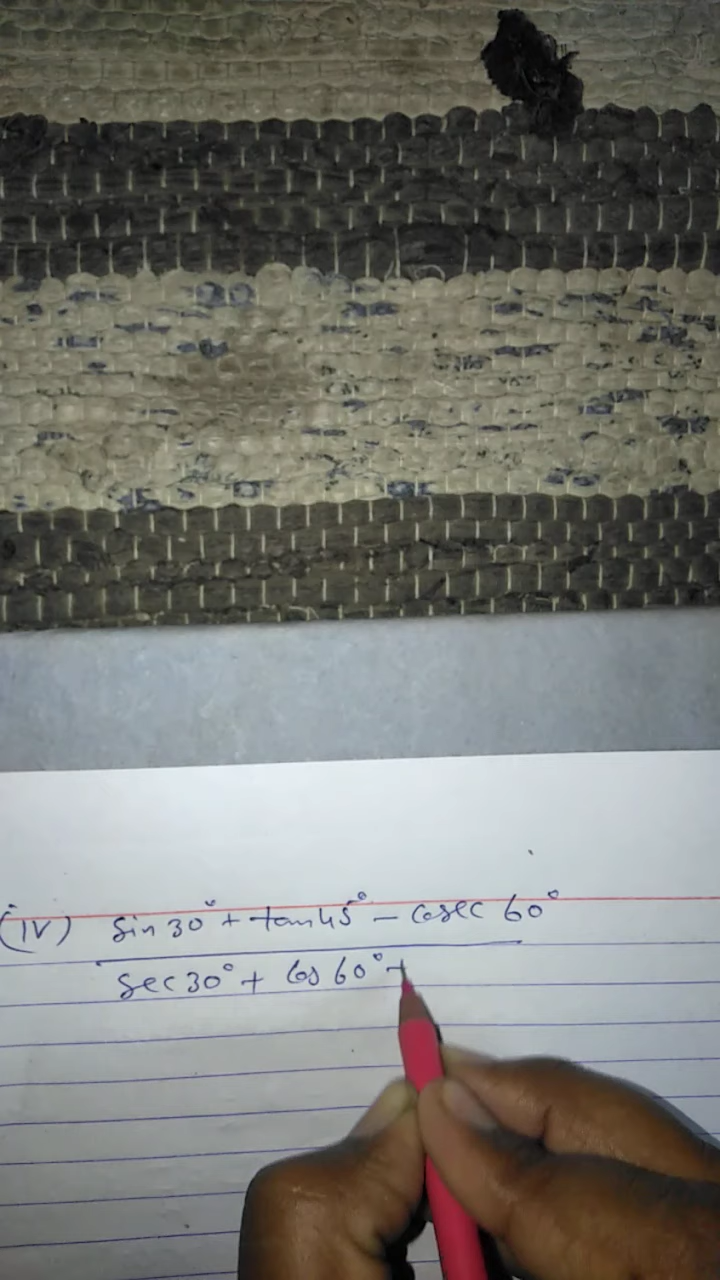 (iv) sin 30° + tan 45° - cosec 60°
sec 30° + cos 60° +